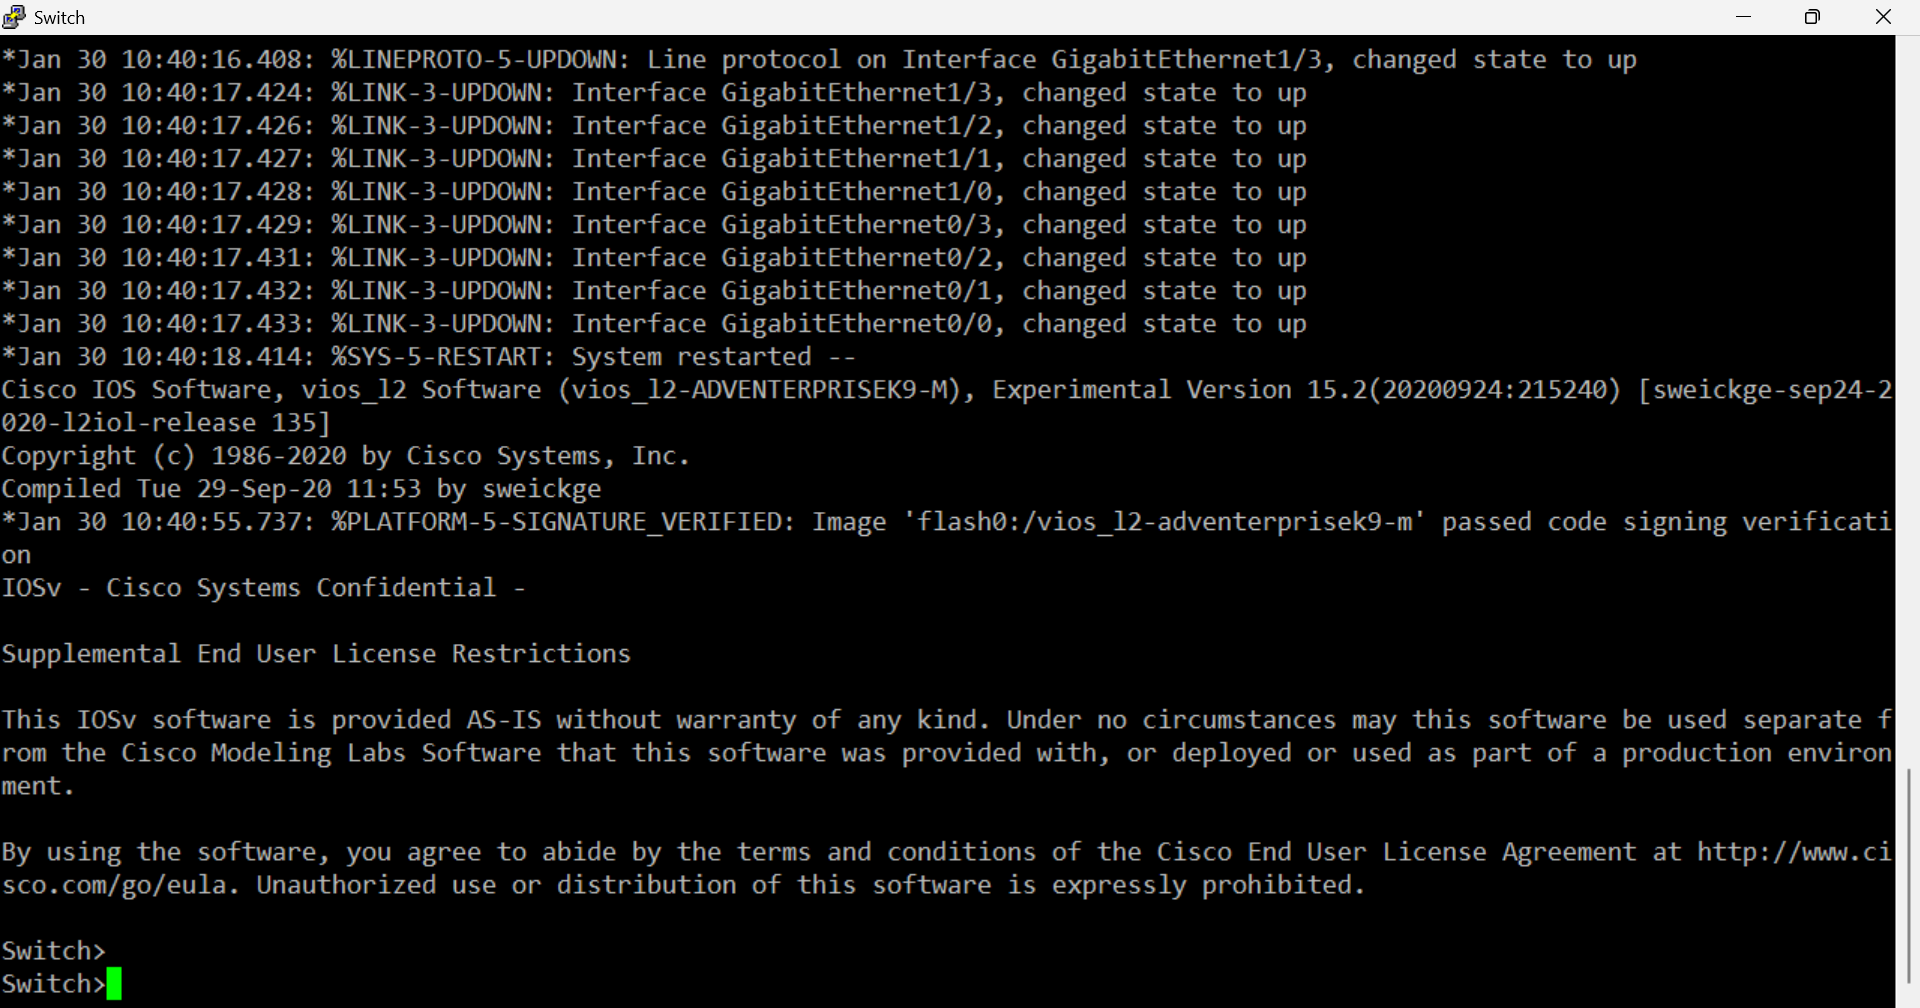 Switch
*Jan 30 10:40:16.408: %LINEPROTO-5-UPDOWN: Line protocol on Interface GigabitEthernet1/3, changed state to up
*Jan 30 10:40:17.424: %LINK-3-UPDOWN: Interface GigabitEthernet1/3, changed state to up
*Jan 30 10:40:17.426: %LINK-3-UPDOWN: Interface GigabitEthernet1/2, changed state to up
*Jan 30 10:40:17.427: %LINK-3-UPDOWN: Interface GigabitEthernet1/1, changed state to up
*Jan 30 10:40:17.428: %LINK-3-UPDOWN: Interface GigabitEthernet1/0, changed state to up
*Jan 30 10:40:17.429: %LINK-3-UPDOWN: Interface GigabitEthernet0/3, changed state to up
*Jan 30 10:40:17.431: %LINK-3-UPDOWN: Interface GigabitEthernet0/2, changed state to up
*Jan 30 10:40:17.432: %LINK-3-UPDOWN: Interface GigabitEthernet0/1, changed state to up
*Jan 30 10:40:17.433: %LINK-3-UPDOWN: Interface GigabitEthernet0/0, changed state to up
*Jan 30 10:40:18.414: %SYS-5-RESTART: System restarted --
Cisco IOS Software, vios_l2 Software (vios_l2-ADVENTERPRISEK9-M), Experimental Version 15.2(20200924:215240) [sweickge-sep24-2
020-l2iol-release 135]
Copyright (c) 1986-2020 by Cisco Systems, Inc.
Compiled Tue 29-Sep-20 11:53 by sweickge
*Jan 30 10:40:55.737: %PLATFORM-5-SIGNATURE_VERIFIED: Image 'flash0:/vios_l2-adventerprisek9-m' passed code signing verificati
on
IOSv - Cisco Systems Confidential -
Supplemental End User License Restrictions
This IOSv software is provided AS-IS without warranty of any kind. Under no circumstances may this software be used separate f
rom the Cisco Modeling Labs Software that this software was provided with, or deployed or used as part of a production environ
ment.
By using the software, you agree to abide by the terms and conditions of the Cisco End User License Agreement at http://www.ci
sco.com/go/eula. Unauthorized use or distribution of this software is expressly prohibited.
Switch>
Switch>